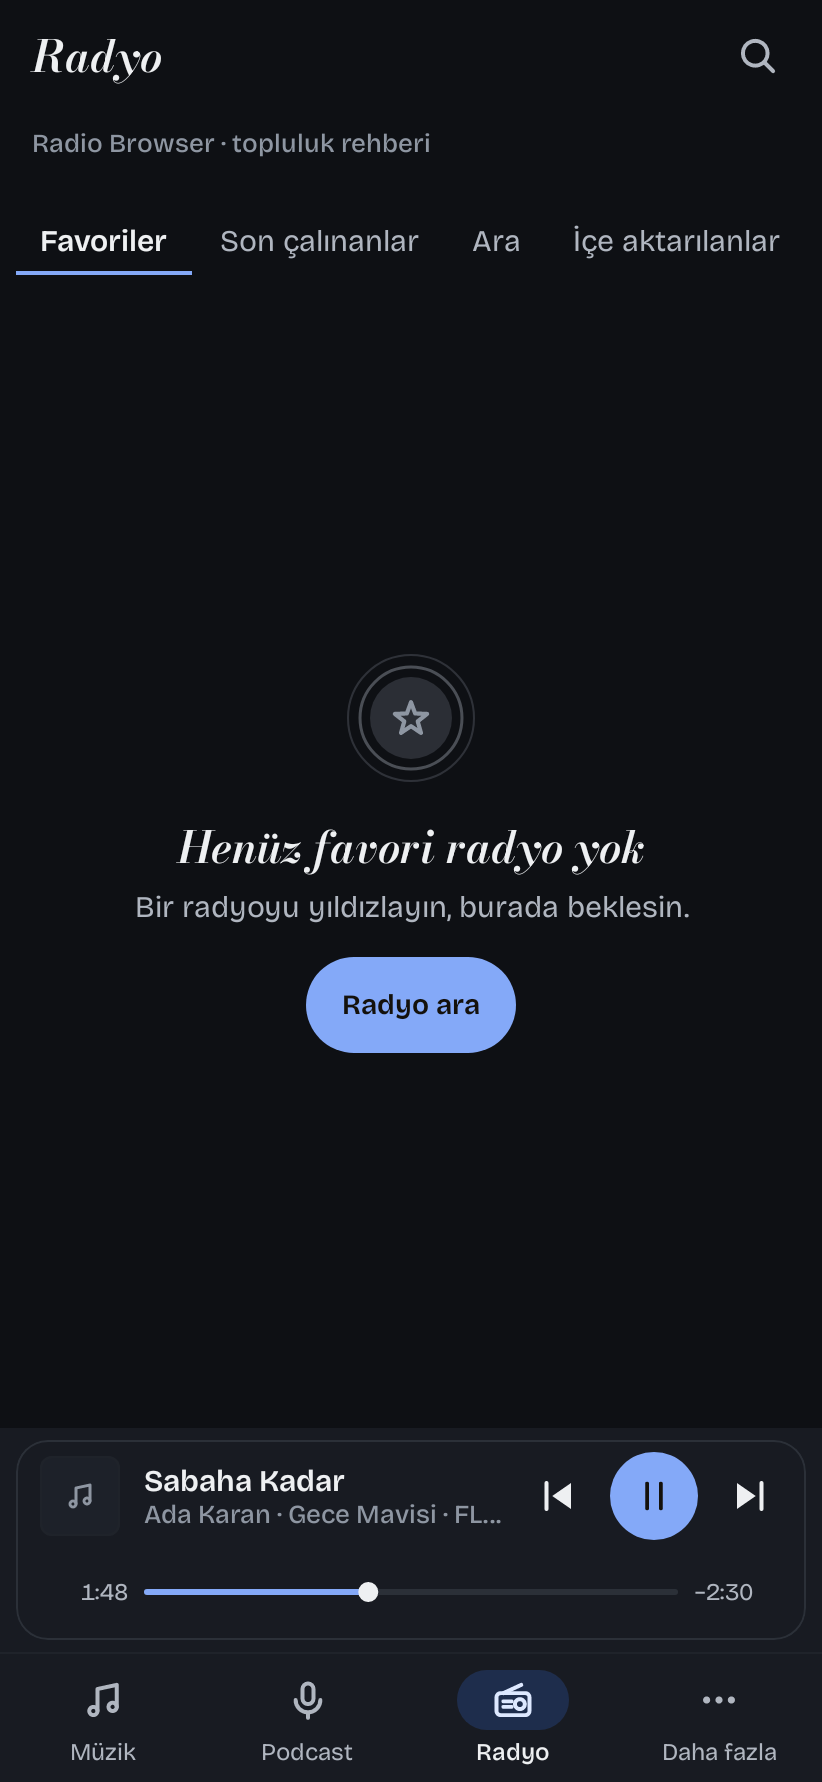 Radyo
Radio Browser · topluluk rehberi
Favoriler
Son çalınanlar
Ara
İçe aktarılanlar
Henüz favori radyo yok
Bir radyoyu yıldızlayın, burada beklesin.
Radyo ara
Sabaha Kadar
Ada Karan · Gece Mavisi · FL...
1:48
-2:30
Müzik
Podcast
Radyo
Daha fazla